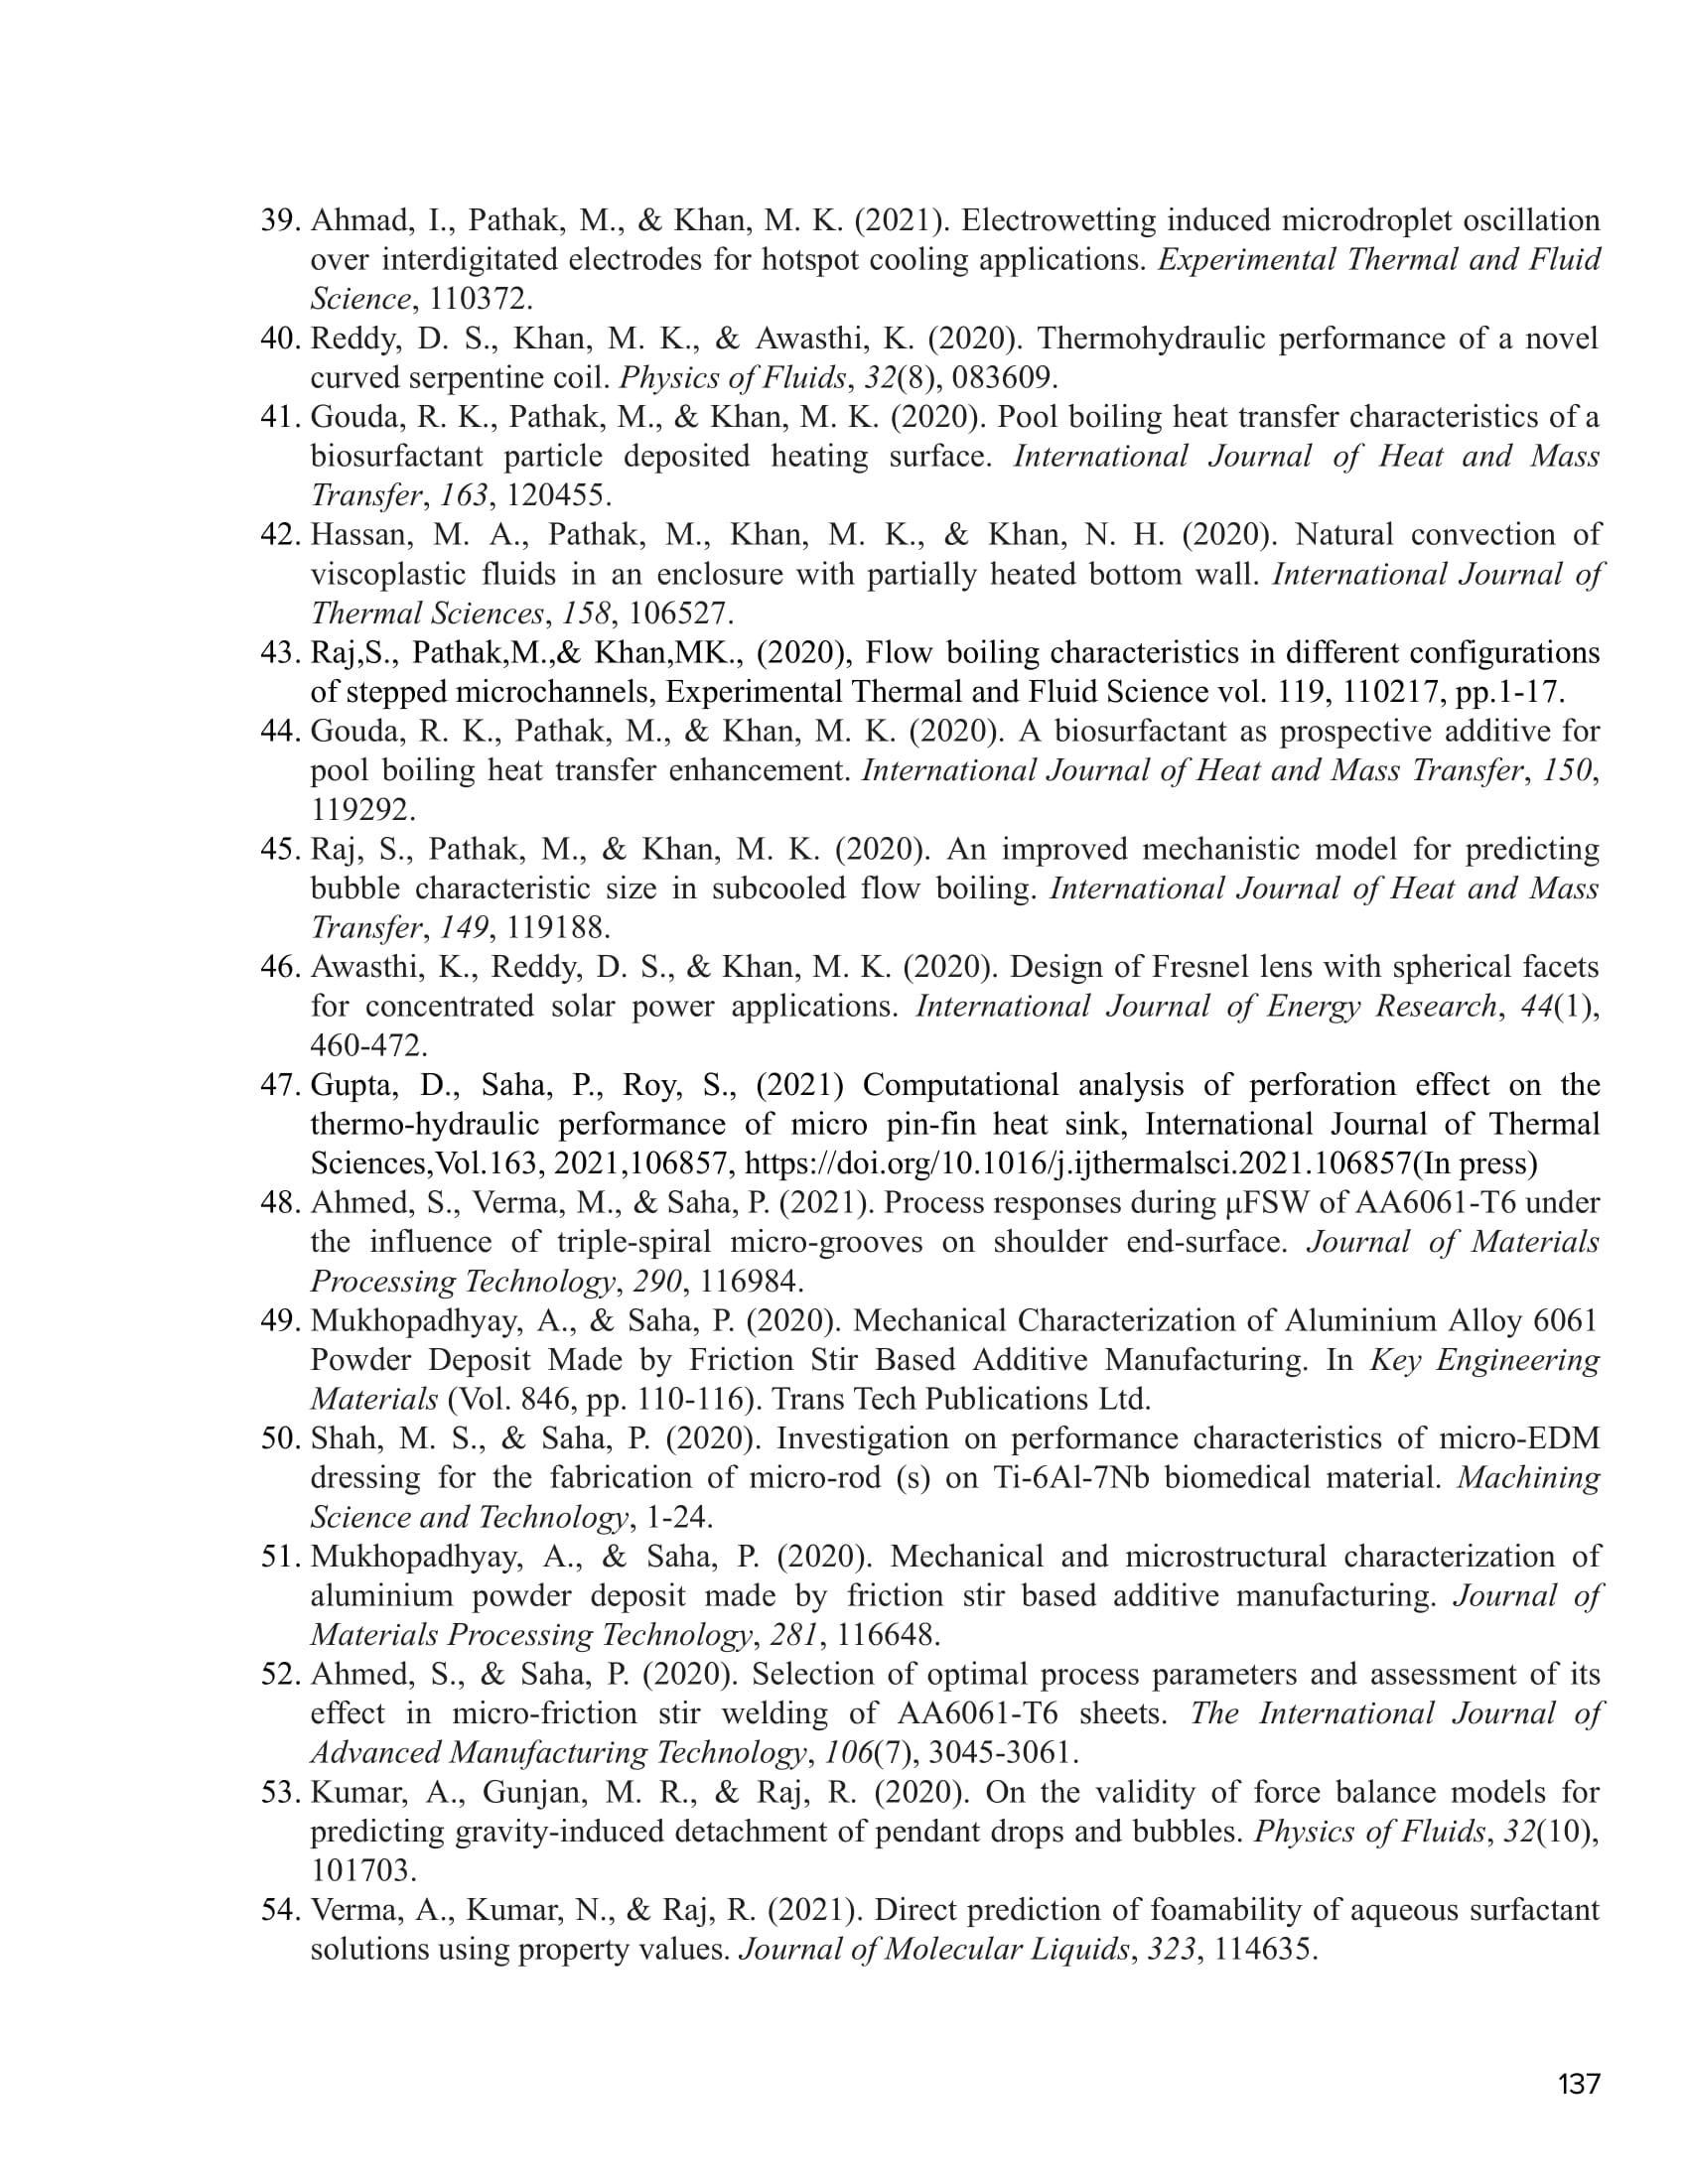 39. Ahmad, I., Pathak, M., & Khan, M. K. (2021). Electrowetting induced microdroplet oscillation
over interdigitated electrodes for hotspot cooling applications. Experimental Thermal and Fluid
Science, 110372.
40. Reddy, D. S., Khan, M. K., & Awasthi, K. (2020). Thermohydraulic performance of a novel
curved serpentine coil. Physics of Fluids, 32(8), 083609.
41. Gouda, R. K., Pathak, M., & Khan, M. K. (2020). Pool boiling heat transfer characteristics of a
biosurfactant particle deposited heating surface. International Journal of Heat and Mass
Transfer, 163, 120455.
42. Hassan, M. A., Pathak, M., Khan, M. K., & Khan, N. H. (2020). Natural convection of
viscoplastic fluids in an enclosure with partially heated bottom wall. International Journal of
Thermal Sciences, 158, 106527.
43. Raj,S., Pathak,M.,& Khan,MK., (2020), Flow boiling characteristics in different configurations
of stepped microchannels, Experimental Thermal and Fluid Science vol. 119, 110217, pp.1-17.
44. Gouda, R. K., Pathak, M., & Khan, M. K. (2020). A biosurfactant as prospective additive for
pool boiling heat transfer enhancement. International Journal of Heat and Mass Transfer, 150,
119292.
45. Raj, S., Pathak, M., & Khan, M. K. (2020). An improved mechanistic model for predicting
bubble characteristic size in subcooled flow boiling. International Journal of Heat and Mass
Transfer, 149, 119188.
46. Awasthi, K., Reddy, D. S., & Khan, M. K. (2020). Design of Fresnel lens with spherical facets
for concentrated solar power applications. International Journal of Energy Research, 44(1),
460-472.
47. Gupta, D., Saha, P., Roy, S., (2021) Computational analysis of perforation effect on the
thermo-hydraulic performance of micro pin-fin heat sink, International Journal of Thermal
Sciences,Vol.163, 2021,106857, https://doi.org/10.1016/j.ijthermalsci.2021.106857(In press)
48. Ahmed, S., Verma, M., & Saha, P. (2021). Process responses during μFSW of AA6061-T6 under
the influence of triple-spiral micro-grooves on shoulder end-surface. Journal of Materials
Processing Technology, 290, 116984.
49. Mukhopadhyay, A., & Saha, P. (2020). Mechanical Characterization of Aluminium Alloy 6061
Powder Deposit Made by Friction Stir Based Additive Manufacturing. In Key Engineering
Materials (Vol. 846, pp. 110-116). Trans Tech Publications Ltd.
50. Shah, M. S., & Saha, P. (2020). Investigation on performance characteristics of micro-EDM
dressing for the fabrication of micro-rod (s) on Ti-6Al-7Nb biomedical material. Machining
Science and Technology, 1-24.
51. Mukhopadhyay, A., & Saha, P. (2020). Mechanical and microstructural characterization of
aluminium powder deposit made by friction stir based additive manufacturing. Journal of
Materials Processing Technology, 281, 116648.
52. Ahmed, S., & Saha, P. (2020). Selection of optimal process parameters and assessment of its
effect in micro-friction stir welding of AA6061-T6 sheets. The International Journal of
Advanced Manufacturing Technology, 106(7), 3045-3061.
53. Kumar, A., Gunjan, M. R., & Raj, R. (2020). On the validity of force balance models for
predicting gravity-induced detachment of pendant drops and bubbles. Physics of Fluids, 32(10),
101703.
54. Verma, A., Kumar, N., & Raj, R. (2021). Direct prediction of foamability of aqueous surfactant
solutions using property values. Journal of Molecular Liquids, 323, 114635.
137